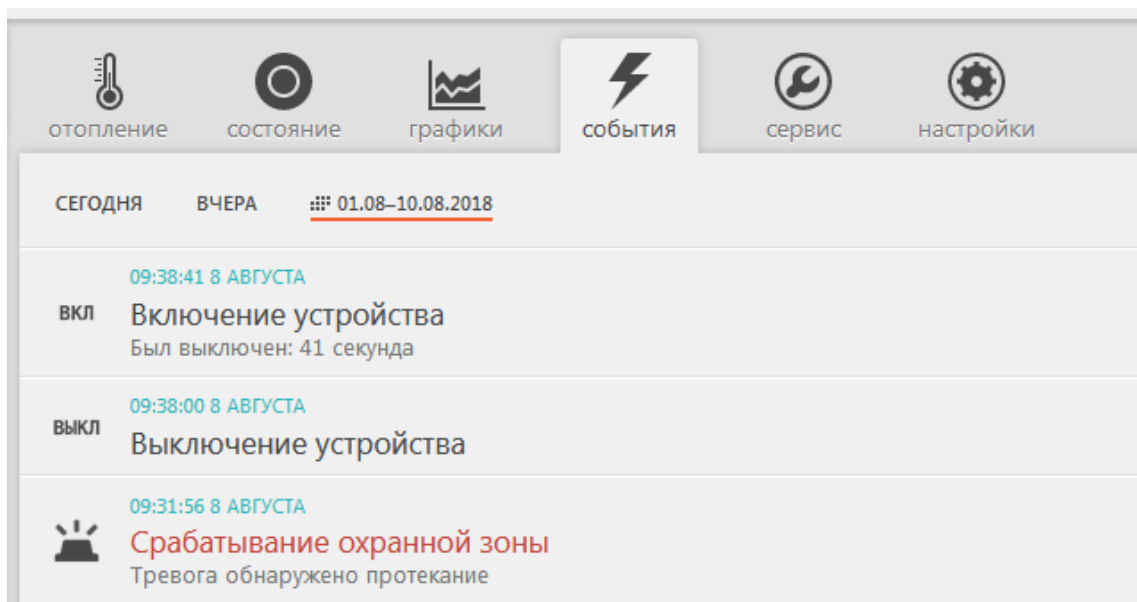 отопление состояние графики события сервис настройки
СЕГОДНЯ ВЧЕРА 01.08–10.08.2018
09:38:41 8 АВГУСТА
ВКЛ Включение устройства
Был выключен: 41 секунда
09:38:00 8 АВГУСТА
ВЫКЛ Выключение устройства
09:31:56 8 АВГУСТА
Срабатывание охранной зоны
Тревога обнаружено протекание